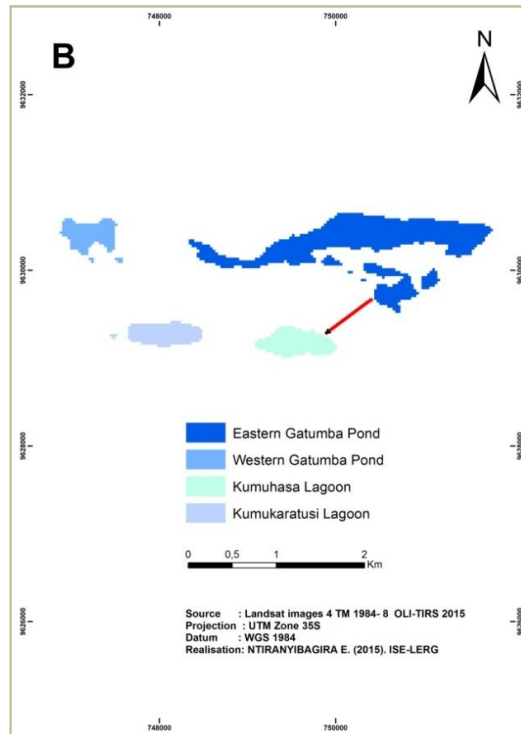 748000 750000
B
N
9632000 9632000
9630000 9630000
9628000 9628000
9626000 9626000
Eastern Gatumba Pond
Western Gatumba Pond
Kumuhasa Lagoon
Kumukaratusi Lagoon
0 0,5 1 2
Km
Source : Landsat images 4 TM 1984- 8 OLI-TIRS 2015
Projection : UTM Zone 35S
Datum : WGS 1984
Realisation: NTIRANYIBAGIRA E. (2015). ISE-LERG
748000 750000